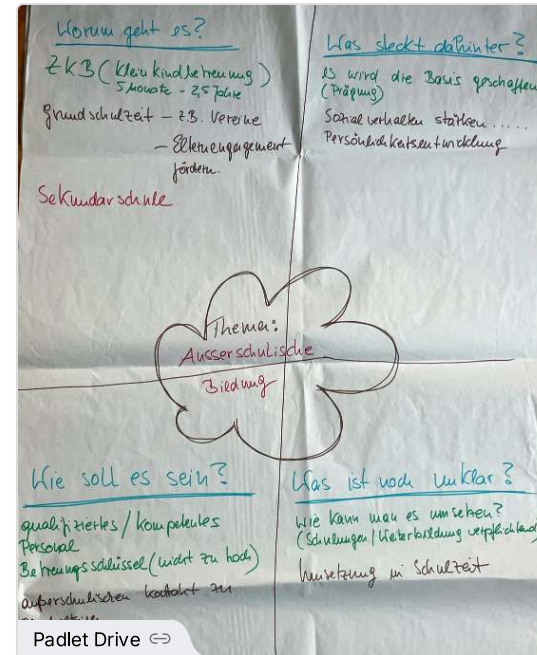 Worum geht es?
ZKB (Kleinkindbetreuung)
5 Monate - 2,5 Jahre
Grundschulzeit - z.B. Vereine
- Elternengagement
fördern.
Sekundarschule
Was steckt dahinter?
es wird die Basis geschaffen
(Prägung)
Sozialverhalten stärken .....
Persönlichkeitsentwicklung
Thema:
Ausserschulische
Bildung
Wie soll es sein?
qualifiziertes / kompetentes
Personal
Betreuungsschlüssel (nicht zu hoch)
außerschulischen Kontakt zu
Was ist noch unklar?
Wie kann man es umsetzen?
(Schulungen / Weiterbildung verpflichtend
Umsetzung in Schulzeit
Padlet Drive